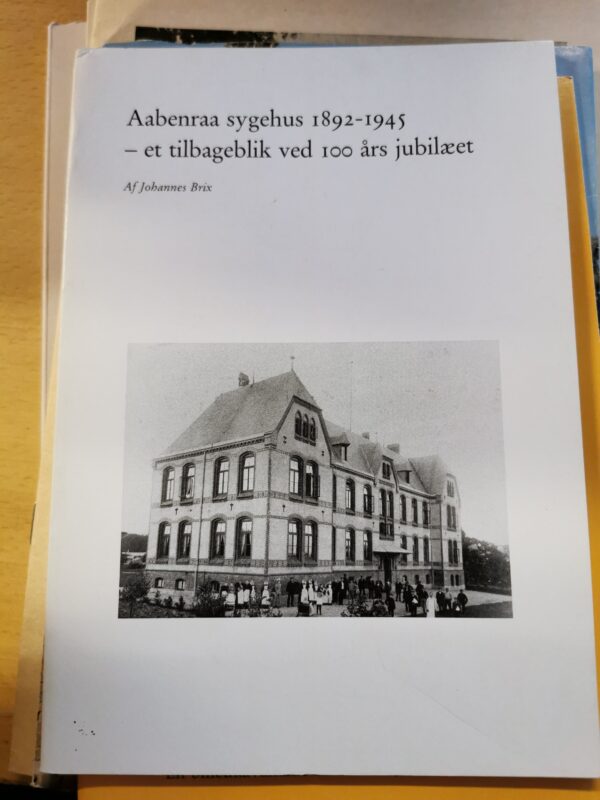 Aabenraa sygehus 1892-1945
– et tilbageblik ved 100 års jubilæet
Af Johannes Brix